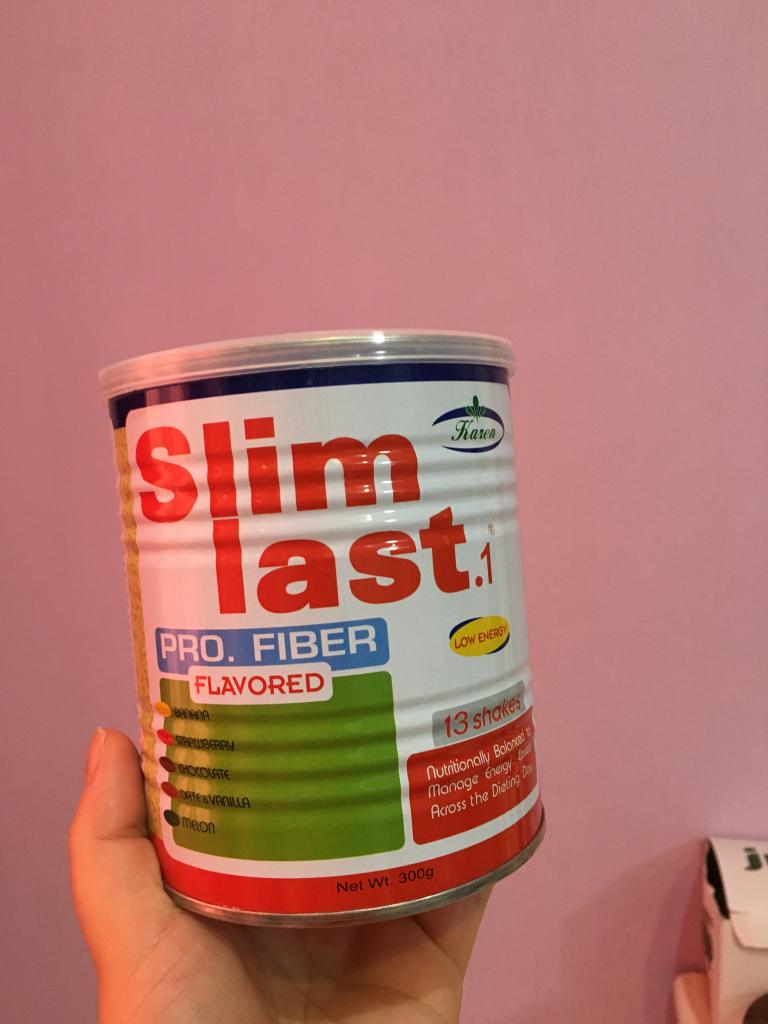 Karen
Slim
last.1®
PRO. FIBER
LOW ENERGY
FLAVORED
BANANA
STRAWBERRY
CHOCOLATE
DATE & VANILLA
MELON
13 shakes
Nutritionally Balanced to
Manage Energy
Across the Dieting
Net Wt. 300g